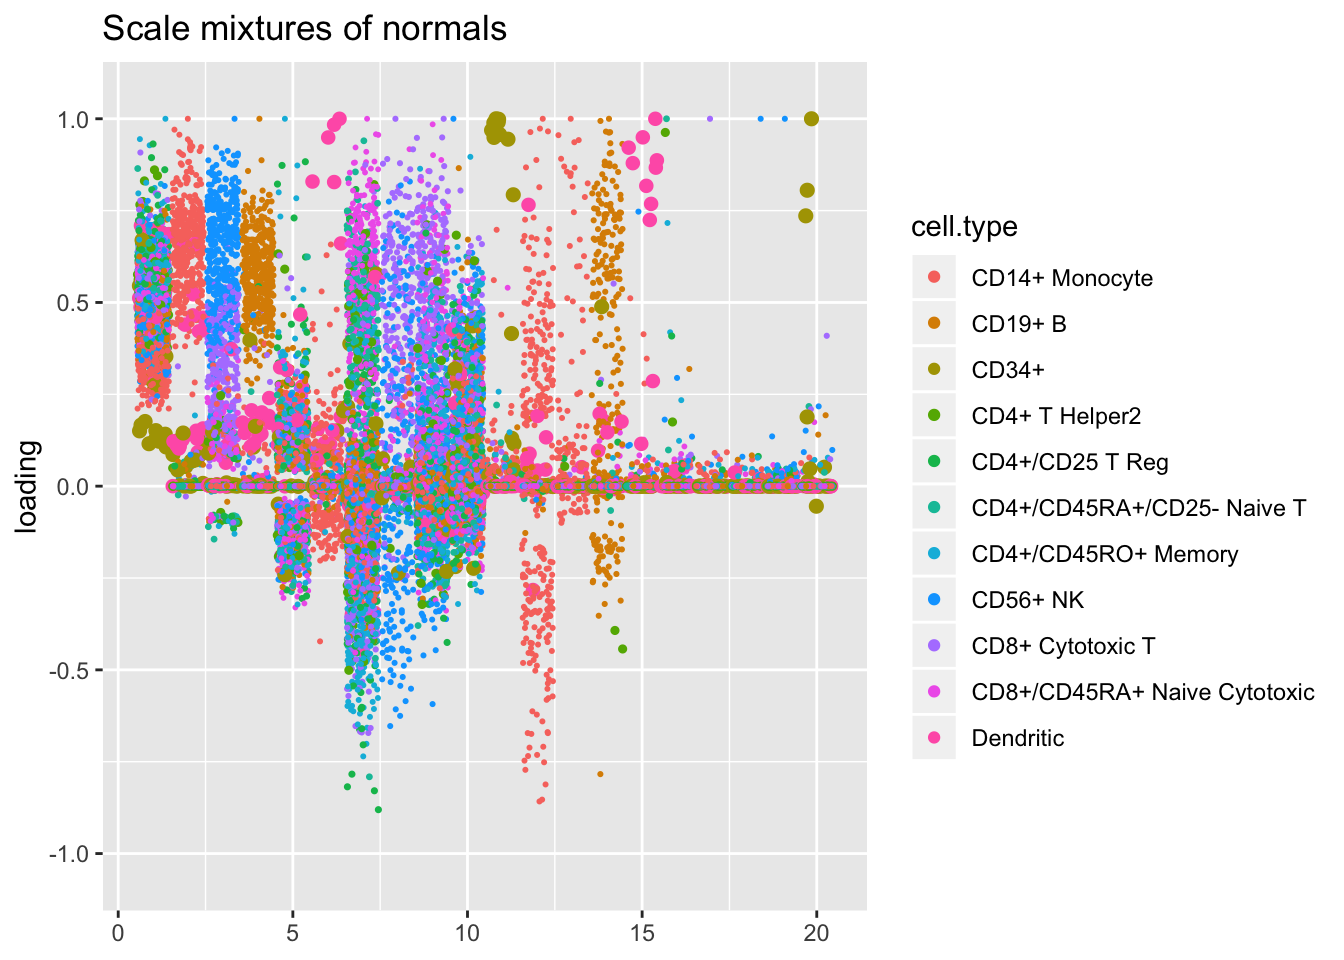 Scale mixtures of normals
loading
1.0
0.5
0.0
-0.5
-1.0
0
5
10
15
20
cell.type
CD14+ Monocyte
CD19+ B
CD34+
CD4+ T Helper2
CD4+/CD25 T Reg
CD4+/CD45RA+/CD25- Naive T
CD4+/CD45RO+ Memory
CD56+ NK
CD8+ Cytotoxic T
CD8+/CD45RA+ Naive Cytotoxic
Dendritic